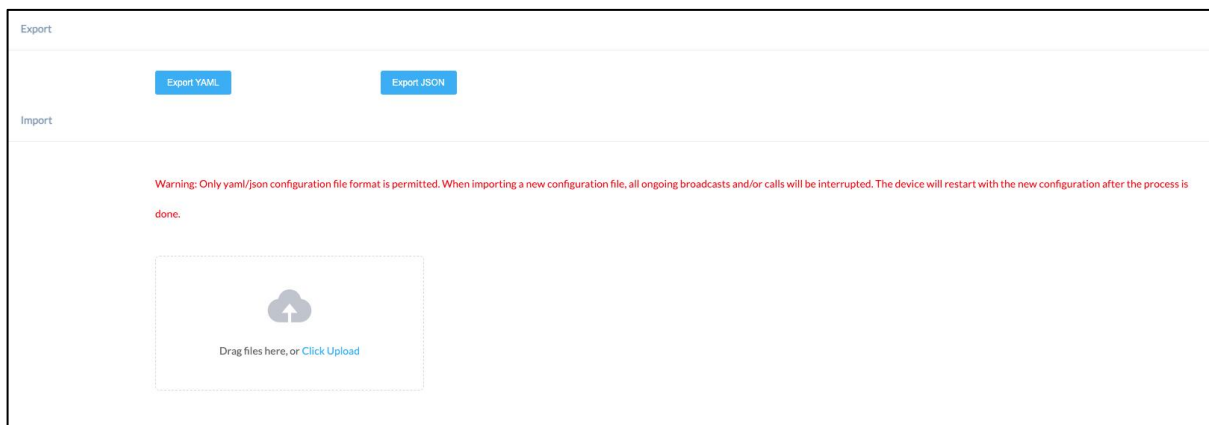 Export
Export YAML
Export JSON
Import
Warning: Only yaml/json configuration file format is permitted. When importing a new configuration file, all ongoing broadcasts and/or calls will be interrupted. The device will restart with the new configuration after the process is
done.
Drag files here, or Click Upload